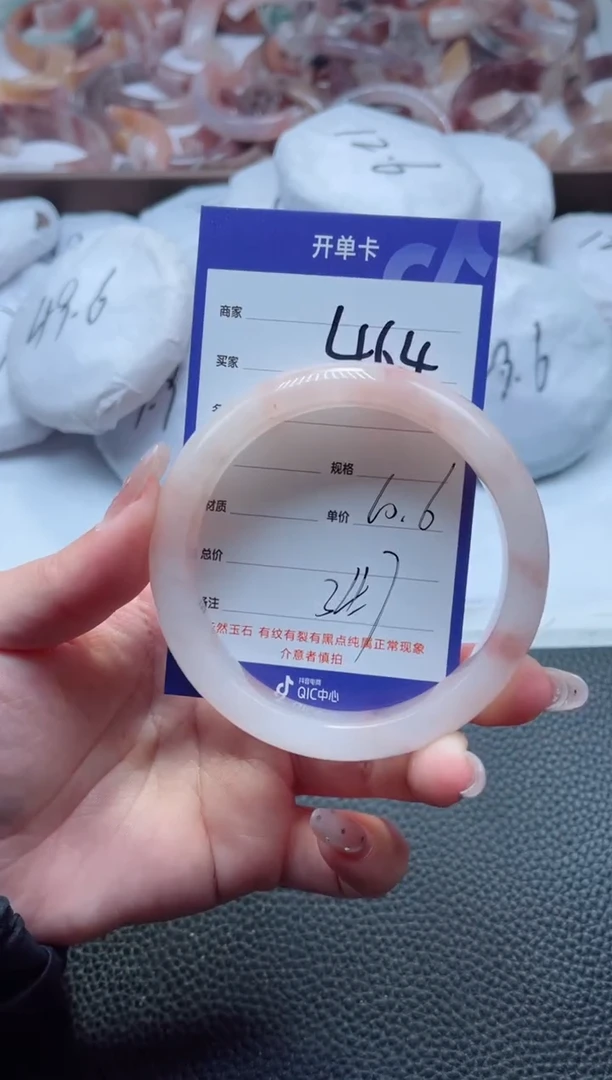 12.6
开单卡
商家
464
49.6
买家
3.6
规格
材质
单价 6.6
总价
备注
然玉石 有纹有裂有黑点纯属正常现象
介意者慎拍
抖音电商
QIC中心